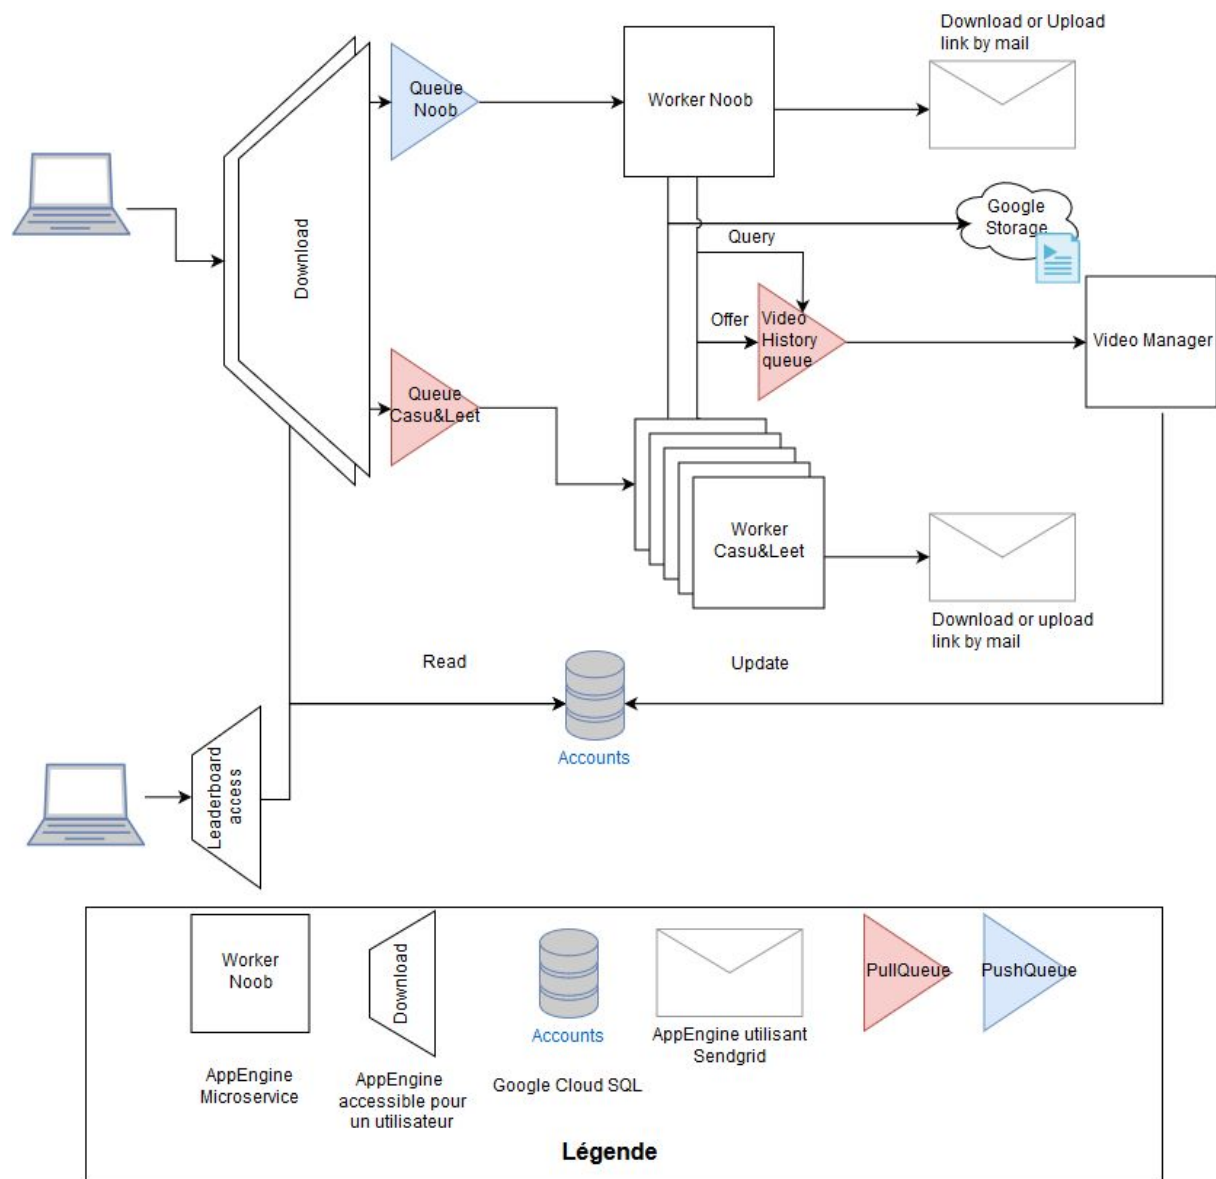 Download or Upload
link by mail
Queue
Noob
Worker Noob
Google
Storage
Download
Query
Offer
Video
History
queue
Video Manager
Queue
Casu&Leet
Worker
Casu&Leet
Download or upload
link by mail
Read
Update
Accounts
Leaderboard
access
Worker
Noob
Download
Accounts
PullQueue
PushQueue
AppEngine
Microservice
AppEngine
accessible pour
un utilisateur
Google Cloud SQL
AppEngine utilisant
Sendgrid
Légende